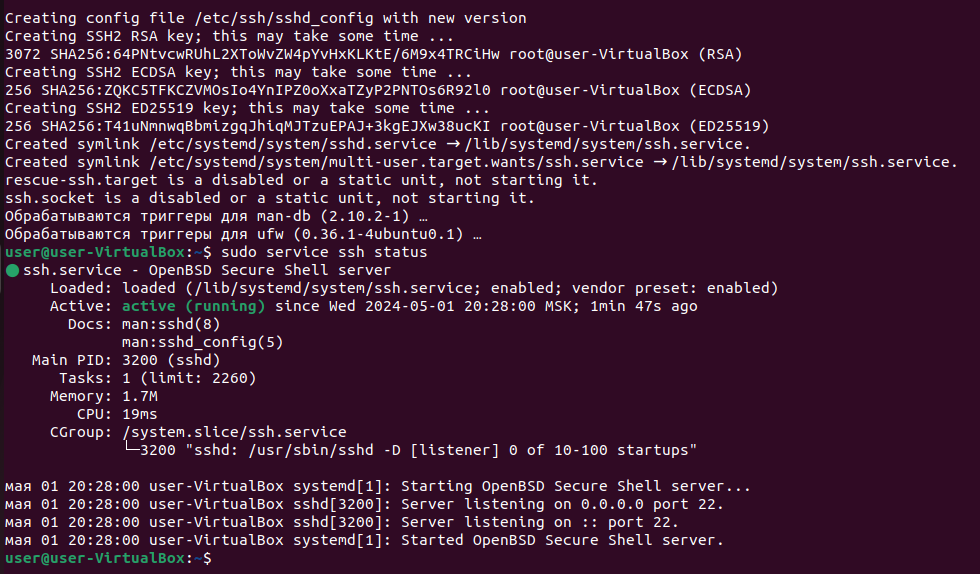 Creating config file /etc/ssh/sshd_config with new version
Creating SSH2 RSA key; this may take some time ...
3072 SHA256:64PNtvcwRUhL2XToWvZW4pYvHxKLKtE/6M9x4TRCiHw root@user-VirtualBox (RSA)
Creating SSH2 ECDSA key; this may take some time ...
256 SHA256:ZQKC5TFKCZVMOsIo4YnIPZ0oXxaTZyP2PNTOs6R92l0 root@user-VirtualBox (ECDSA)
Creating SSH2 ED25519 key; this may take some time ...
256 SHA256:T41uNmnwqBbmizgqJhiqMJTzuEPAJ+3kgEJXw38ucKI root@user-VirtualBox (ED25519)
Created symlink /etc/systemd/system/sshd.service → /lib/systemd/system/ssh.service.
Created symlink /etc/systemd/system/multi-user.target.wants/ssh.service → /lib/systemd/system/ssh.service.
rescue-ssh.target is a disabled or a static unit, not starting it.
ssh.socket is a disabled or a static unit, not starting it.
Обрабатываются триггеры для man-db (2.10.2-1) …
Обрабатываются триггеры для ufw (0.36.1-4ubuntu0.1) …
user@user-VirtualBox:~$ sudo service ssh status
● ssh.service - OpenBSD Secure Shell server
Loaded: loaded (/lib/systemd/system/ssh.service; enabled; vendor preset: enabled)
Active: active (running) since Wed 2024-05-01 20:28:00 MSK; 1min 47s ago
Docs: man:sshd(8)
man:sshd_config(5)
Main PID: 3200 (sshd)
Tasks: 1 (limit: 2260)
Memory: 1.7M
CPU: 19ms
CGroup: /system.slice/ssh.service
└─3200 "sshd: /usr/sbin/sshd -D [listener] 0 of 10-100 startups"
мая 01 20:28:00 user-VirtualBox systemd[1]: Starting OpenBSD Secure Shell server...
мая 01 20:28:00 user-VirtualBox sshd[3200]: Server listening on 0.0.0.0 port 22.
мая 01 20:28:00 user-VirtualBox sshd[3200]: Server listening on :: port 22.
мая 01 20:28:00 user-VirtualBox systemd[1]: Started OpenBSD Secure Shell server.
user@user-VirtualBox:~$